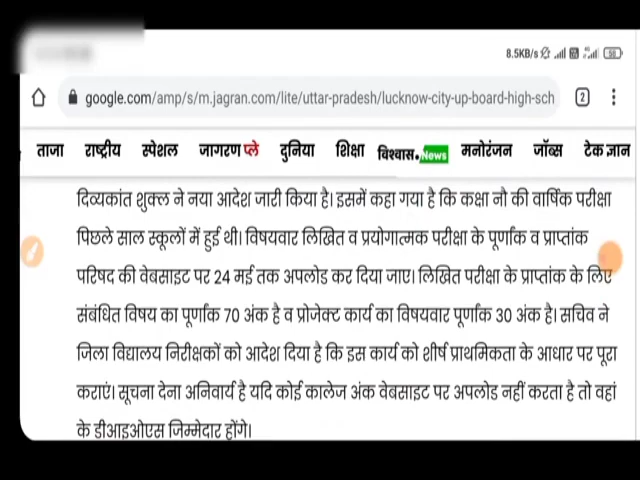 8.5KB/s
google.com/amp/s/m.jagran.com/lite/uttar-pradesh/lucknow-city-up-board-high-sch 2
ताजा राष्ट्रीय स्पेशल जागरण प्ले दुनिया शिक्षा विश्वास.News मनोरंजन जॉब्स टेक ज्ञान
दिव्यकांत शुक्ल ने नया आदेश जारी किया है। इसमें कहा गया है कि कक्षा नौ की वार्षिक परीक्षा
पिछले साल स्कूलों में हुई थी। विषयवार लिखित व प्रयोगात्मक परीक्षा के पूर्णांक व प्राप्तांक
परिषद की वेबसाइट पर 24 मई तक अपलोड कर दिया जाए। लिखित परीक्षा के प्राप्तांक के लिए
संबंधित विषय का पूर्णांक 70 अंक है व प्रोजेक्ट कार्य का विषयवार पूर्णांक 30 अंक है। सचिव ने
जिला विद्यालय निरीक्षकों को आदेश दिया है कि इस कार्य को शीर्ष प्राथमिकता के आधार पर पूरा
कराएं। सूचना देना अनिवार्य है यदि कोई कालेज अंक वेबसाइट पर अपलोड नहीं करता है तो वहां
के डीआइओएस जिम्मेदार होंगे।